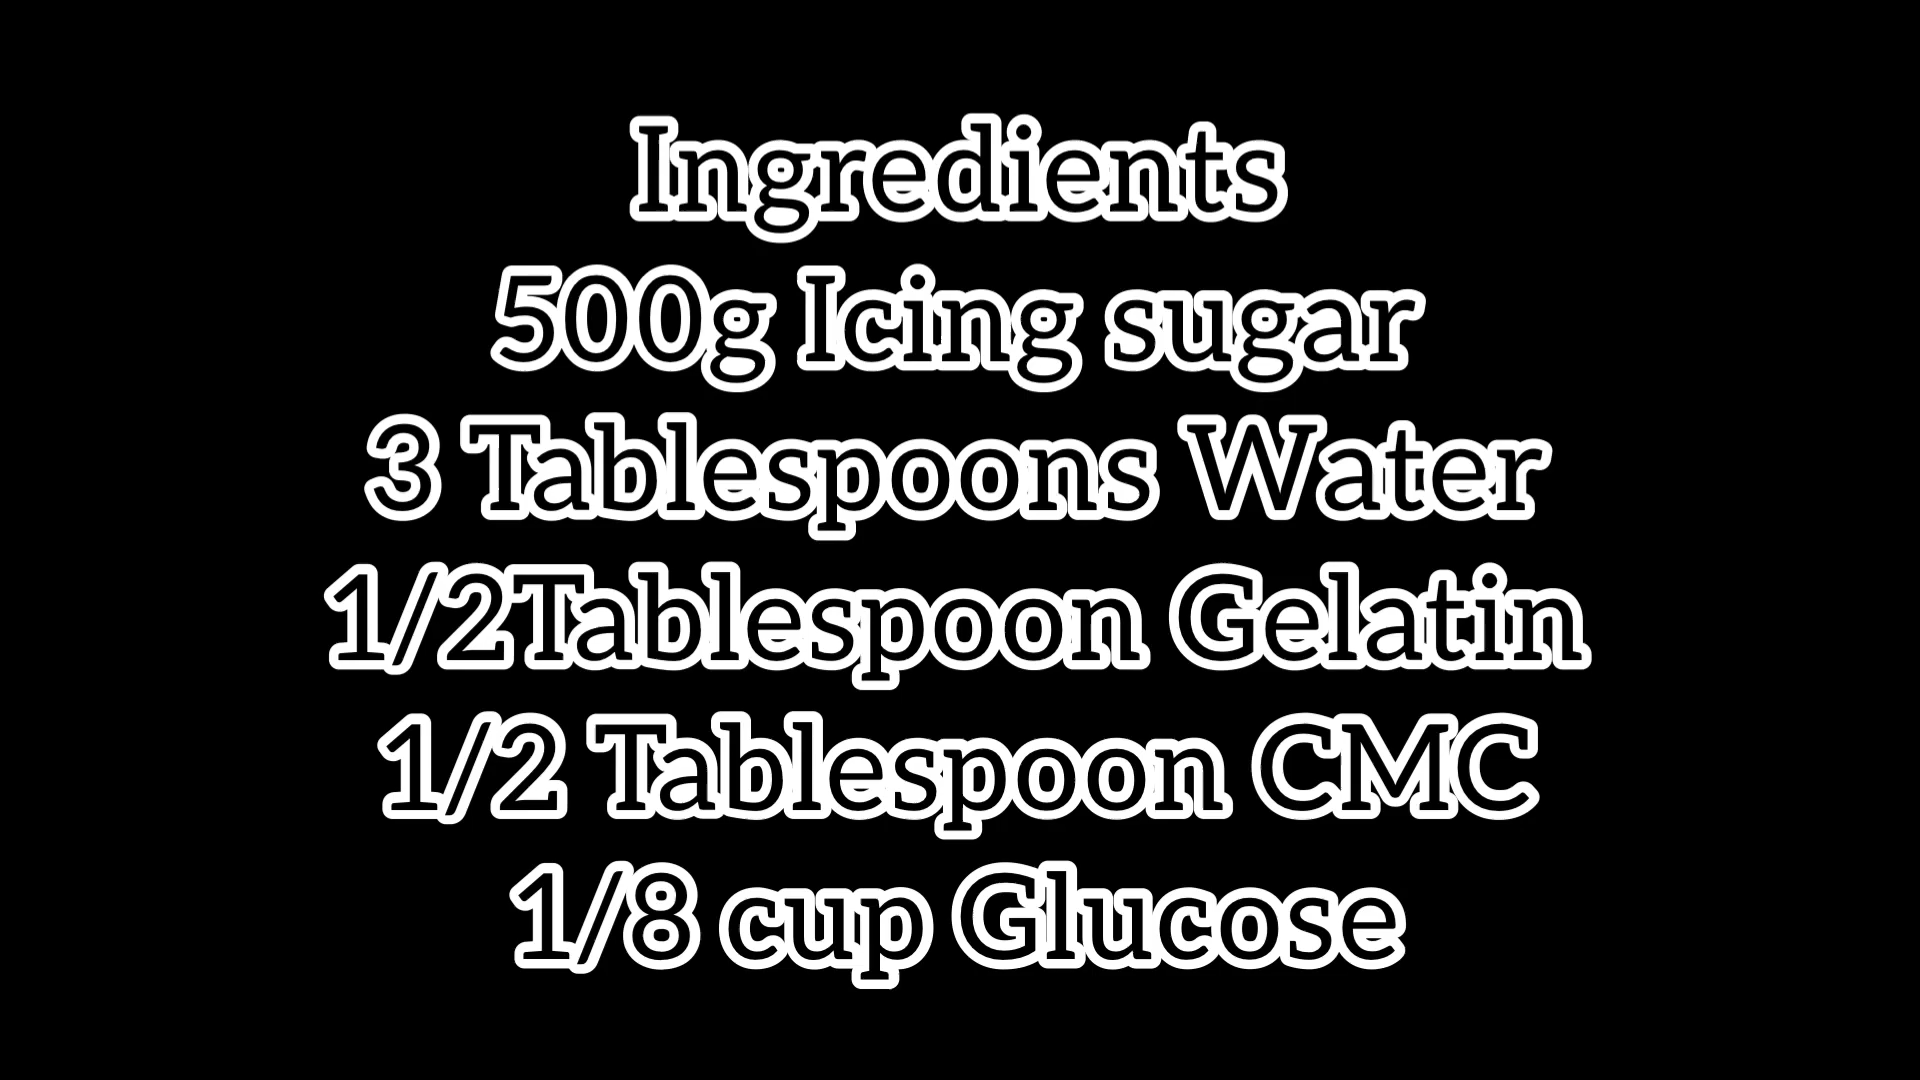 Ingredients
500g Icing sugar
3 Tablespoons Water
1/2Tablespoon Gelatin
1/2 Tablespoon CMC
1/8 cup Glucose